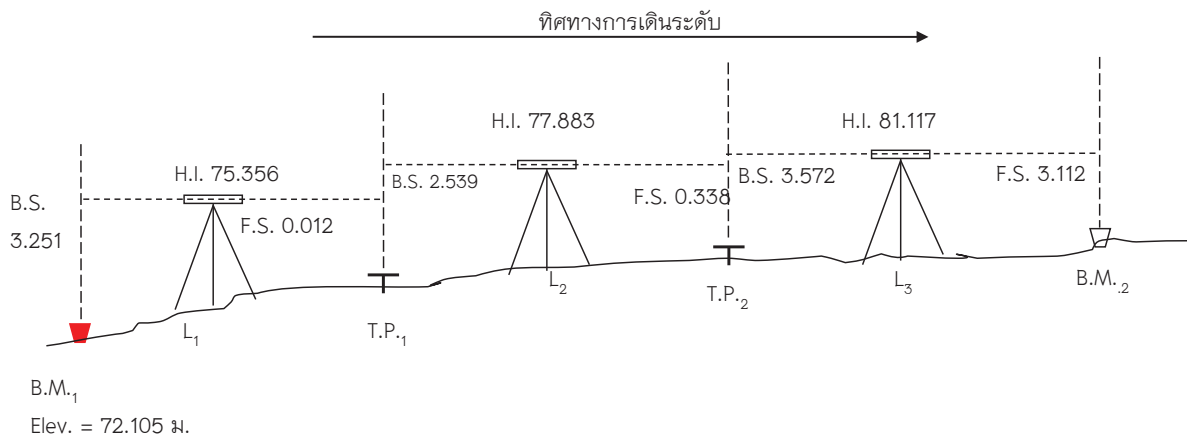 ทิศทางการเดินระดับ
H.I. 75.356
H.I. 77.883
H.I. 81.117
B.S.
3.251
F.S. 0.012
B.S. 2.539
F.S. 0.338
B.S. 3.572
F.S. 3.112
L1
T.P.1
L2
T.P.2
L3
B.M..2
B.M.1
Elev. = 72.105 ม.